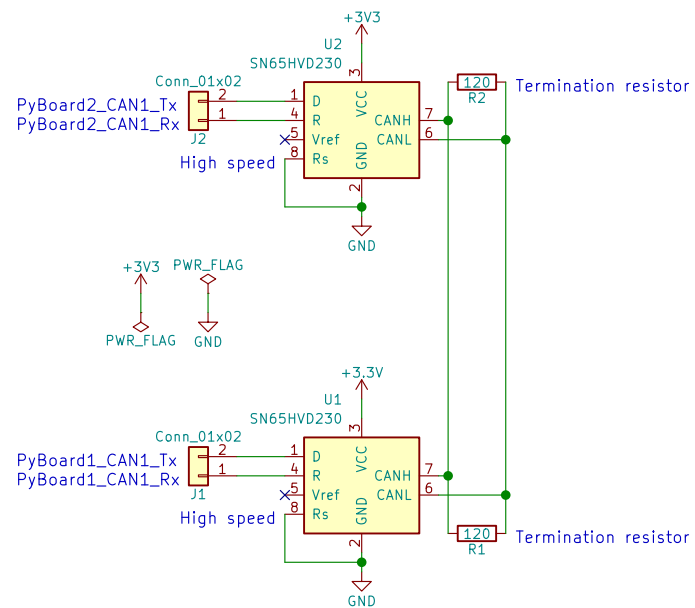 +3V3
U2
SN65HVD230
Conn_01x02
PyBoard2_CAN1_Tx
PyBoard2_CAN1_Rx
2
1
J2
High speed
3
1 D
4 R
5 Vref
8 Rs
VCC
GND
CANH 7
CANL 6
2
GND
120
R2
Termination resistor
+3V3
PWR_FLAG
PWR_FLAG
GND
+3.3V
U1
SN65HVD230
Conn_01x02
PyBoard1_CAN1_Tx
PyBoard1_CAN1_Rx
2
1
J1
High speed
3
1 D
4 R
5 Vref
8 Rs
VCC
GND
CANH 7
CANL 6
2
GND
120
R1
Termination resistor